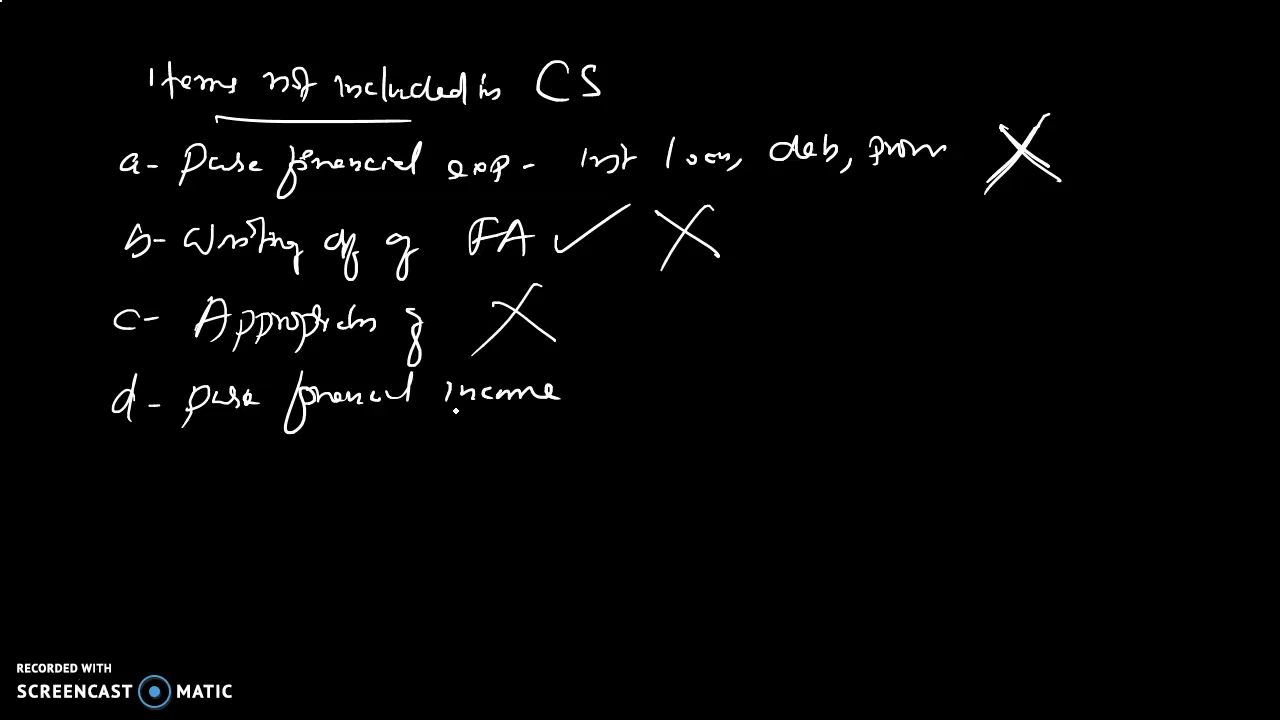 Items not included in CS
a- Pure financial exp - Int loan, deb, prom
b- Writing off of FA
c- Appropriation of
d- pure financial income
RECORDED WITH
SCREENCAST MATIC